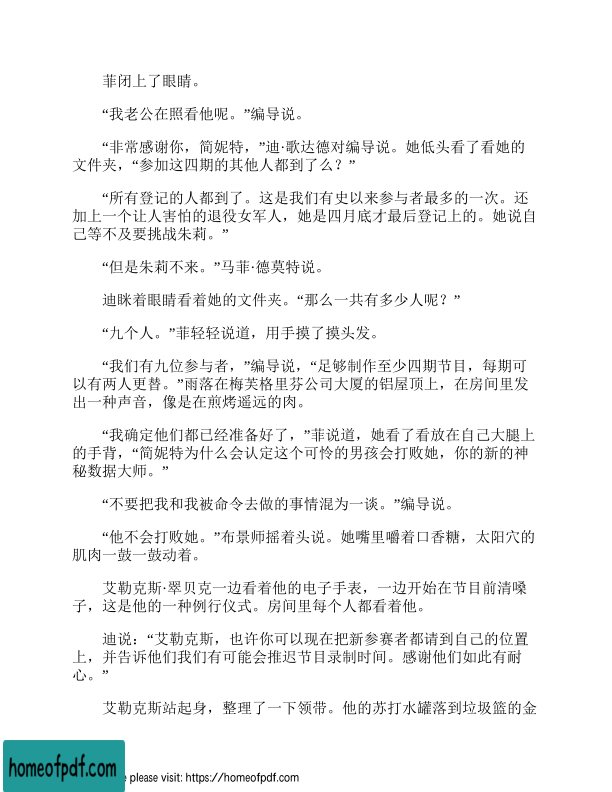 菲闭上了眼睛。
“我老公在照看他呢。”编导说。
“非常感谢你，简妮特，”迪·歌达德对编导说。她低头看了看她的
文件夹，“参加这四期的其他人都到了么？”
“所有登记的人都到了。这是我们有史以来参与者最多的一次。还
加上一个让人害怕的退役女军人，她是四月底才最后登记上的。她说自
己等不及要挑战朱莉。”
“但是朱莉不来。”马菲·德莫特说。
迪眯着眼睛看着她的文件夹。“那么一共有多少人呢？”
“九个人。”菲轻轻说道，用手摸了摸头发。
“我们有九位参与者，”编导说，“足够制作至少四期节目，每期可
以有两人更替。”雨落在梅芙格里芬公司大厦的铝屋顶上，在房间里发
出一种声音，像是在煎烤遥远的肉。
“我确定他们都已经准备好了，”菲说道，她看了看放在自己大腿上
的手背，“简妮特为什么会认定这个可怜的男孩会打败她，你的新的神
秘数据大师。”
“不要把我和我被命令去做的事情混为一谈。”编导说。
“他不会打败她。”布景师摇着头说。她嘴里嚼着口香糖，太阳穴的
肌肉一鼓一鼓动着。
艾勒克斯·翠贝克一边看着他的电子手表，一边开始在节目前清嗓
子，这是他的一种例行仪式。房间里每个人都看着他。
迪说：“艾勒克斯，也许你可以现在把新参赛者都请到自己的位置
上，并告诉他们我们有可能会推迟节目录制时间。感谢他们如此有耐
心。”
艾勒克斯站起身，整理了一下领带。他的苏打水罐落到垃圾篮的金
homeofpdf.com
e please visit: https://homeofpdf.com